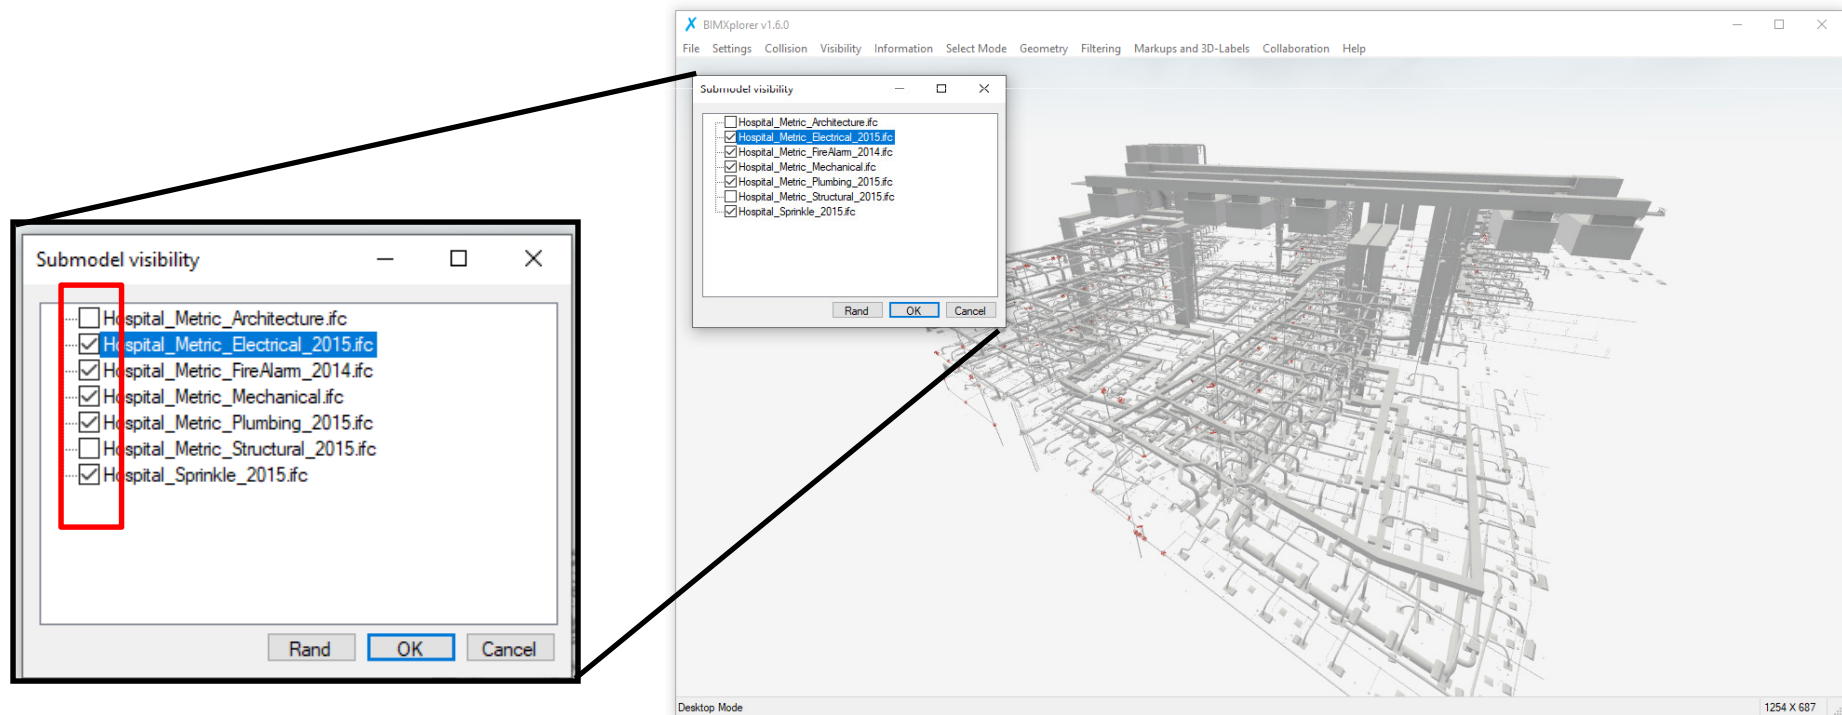 BIMXplorer v1.6.0
File Settings Collision Visibility Information Select Mode Geometry Filtering Markups and 3D-Labels Collaboration Help
Submodel visibility
Hospital_Metric_Architecture.ifc
Hospital_Metric_Electrical_2015.ifc
Hospital_Metric_FireAlarm_2014.ifc
Hospital_Metric_Mechanical.ifc
Hospital_Metric_Plumbing_2015.ifc
Hospital_Metric_Structural_2015.ifc
Hospital_Sprinkle_2015.ifc
Rand OK Cancel
Submodel visibility
Hospital_Metric_Architecture.ifc
Hospital_Metric_Electrical_2015.ifc
Hospital_Metric_FireAlarm_2014.ifc
Hospital_Metric_Mechanical.ifc
Hospital_Metric_Plumbing_2015.ifc
Hospital_Metric_Structural_2015.ifc
Hospital_Sprinkle_2015.ifc
Rand OK Cancel
Desktop Mode
1254 X 687